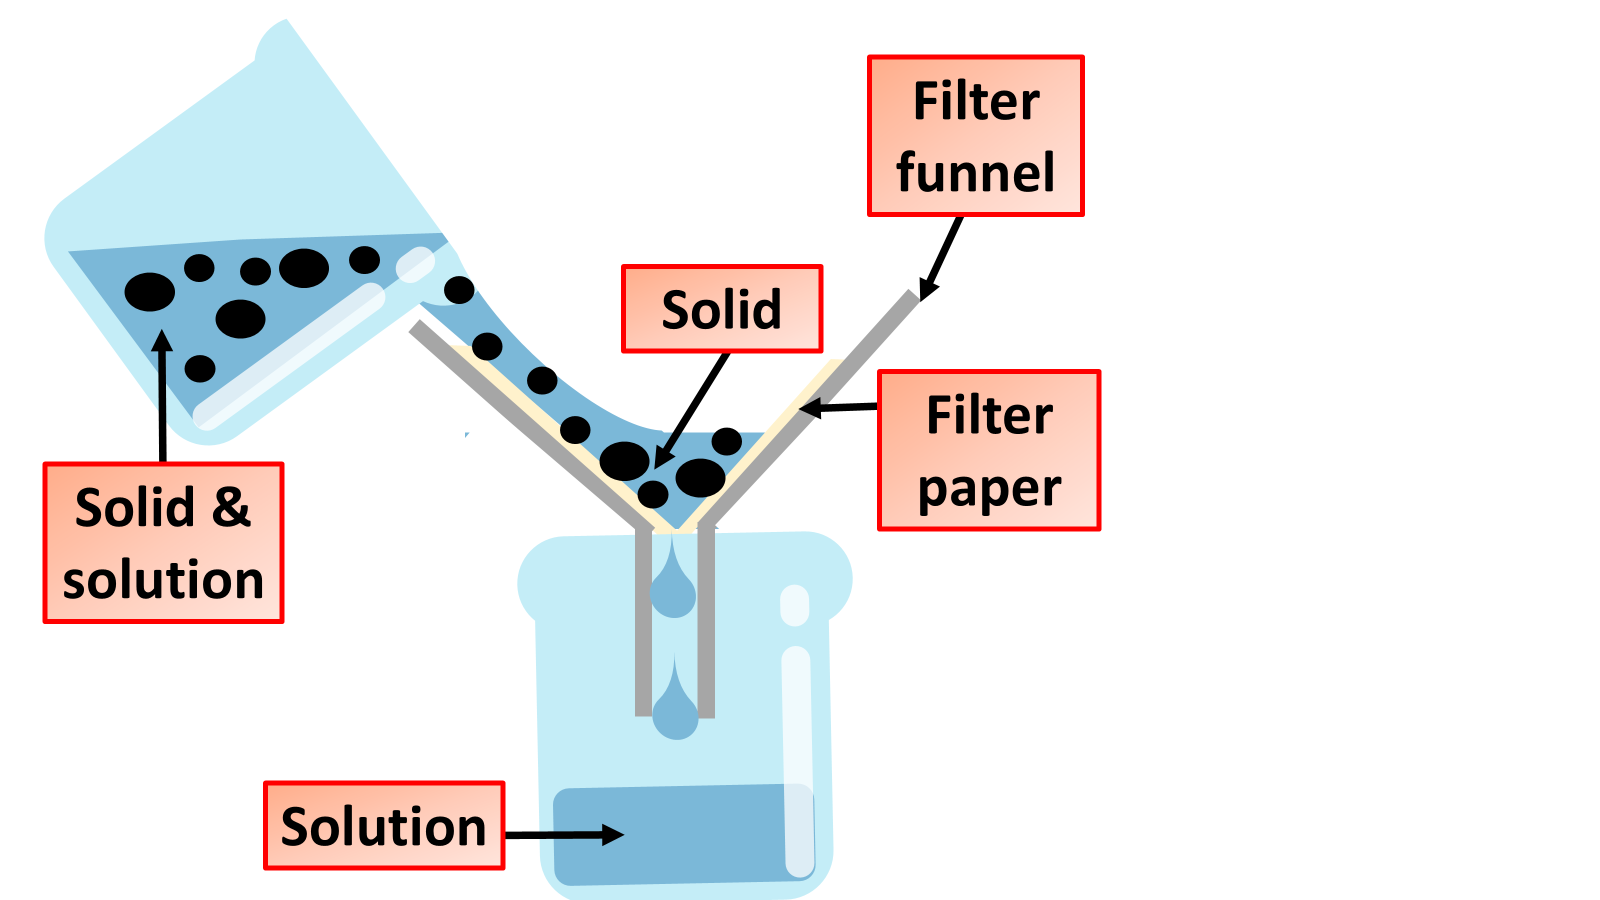 Filter
funnel
Solid
Filter
paper
Solid &
solution
Solution